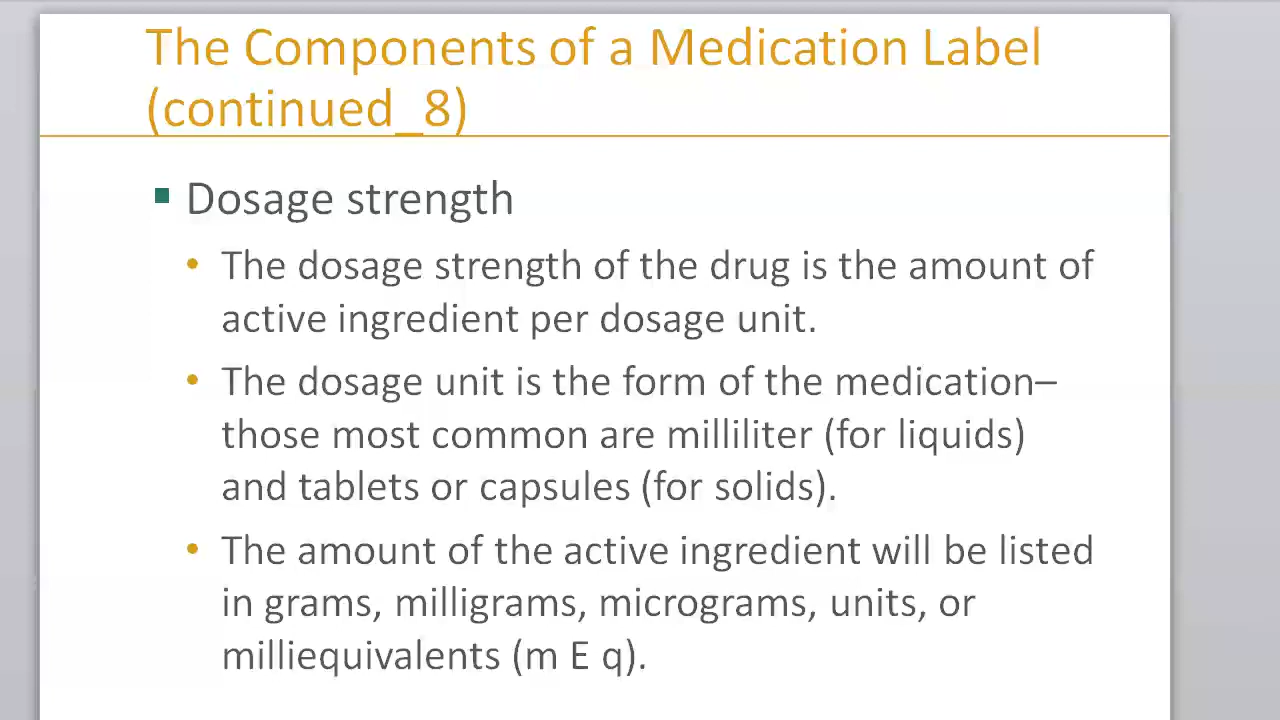 The Components of a Medication Label
(continued_8)
Dosage strength
The dosage strength of the drug is the amount of
active ingredient per dosage unit.
The dosage unit is the form of the medication–
those most common are milliliter (for liquids)
and tablets or capsules (for solids).
The amount of the active ingredient will be listed
in grams, milligrams, micrograms, units, or
milliequivalents (m E q).